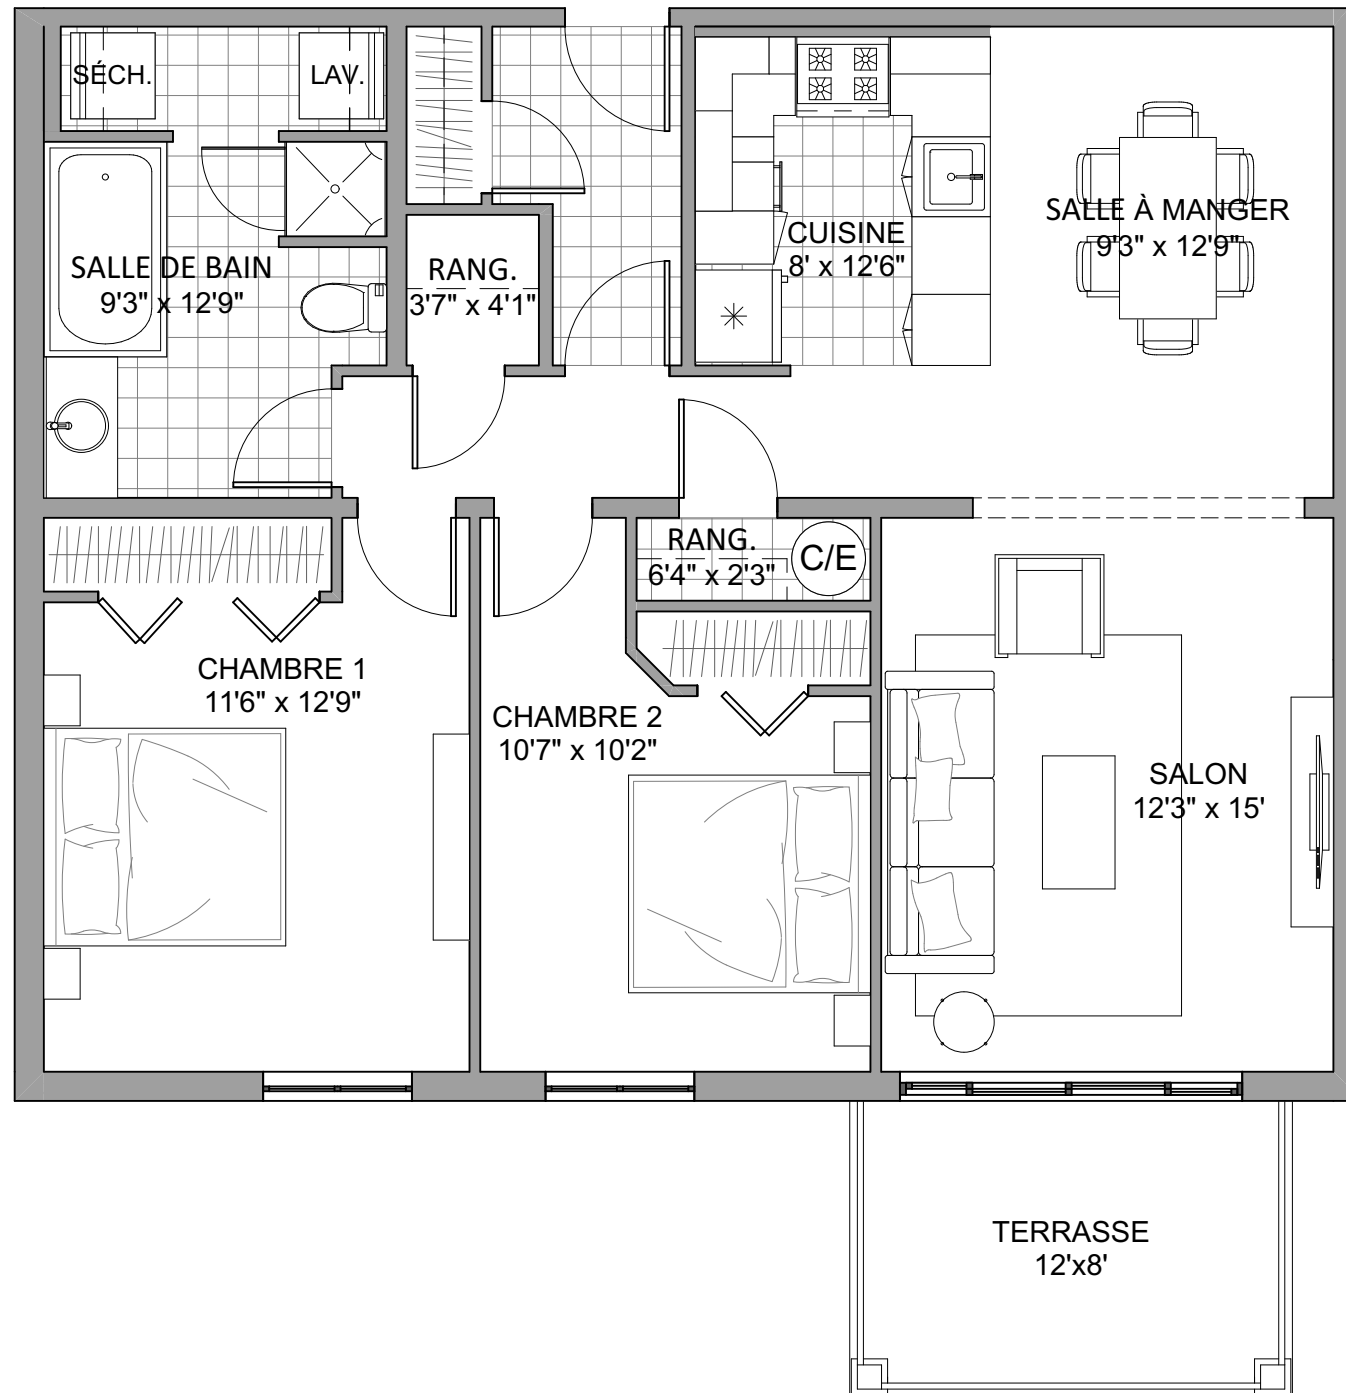 SÉCH.
LAV.
SALLE DE BAIN
9'3" x 12'9"
RANG.
3'7" x 4'1"
CUISINE
8' x 12'6"
SALLE À MANGER
9'3" x 12'9"
RANG.
6'4" x 2'3"
C/E
CHAMBRE 1
11'6" x 12'9"
CHAMBRE 2
10'7" x 10'2"
SALON
12'3" x 15'
TERRASSE
12'x8'